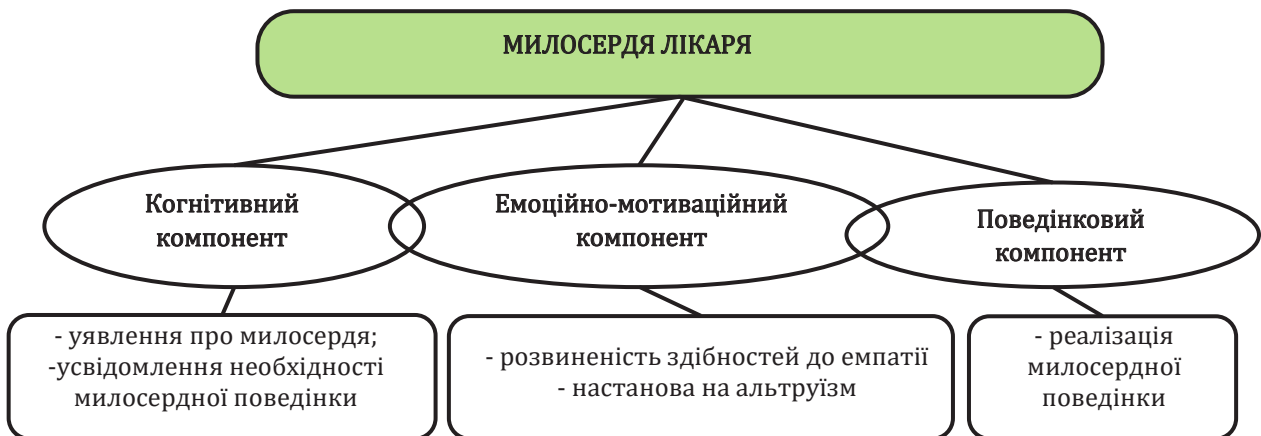 МИЛОСЕРДЯ ЛІКАРЯ
Когнітивний
компонент
Емоційно-мотиваційний
компонент
Поведінковий
компонент
- уявлення про милосердя;
-усвідомлення необхідності
милосердної поведінки
- розвиненість здібностей до емпатії
- настанова на альтруїзм
- реалізація
милосердної
поведінки